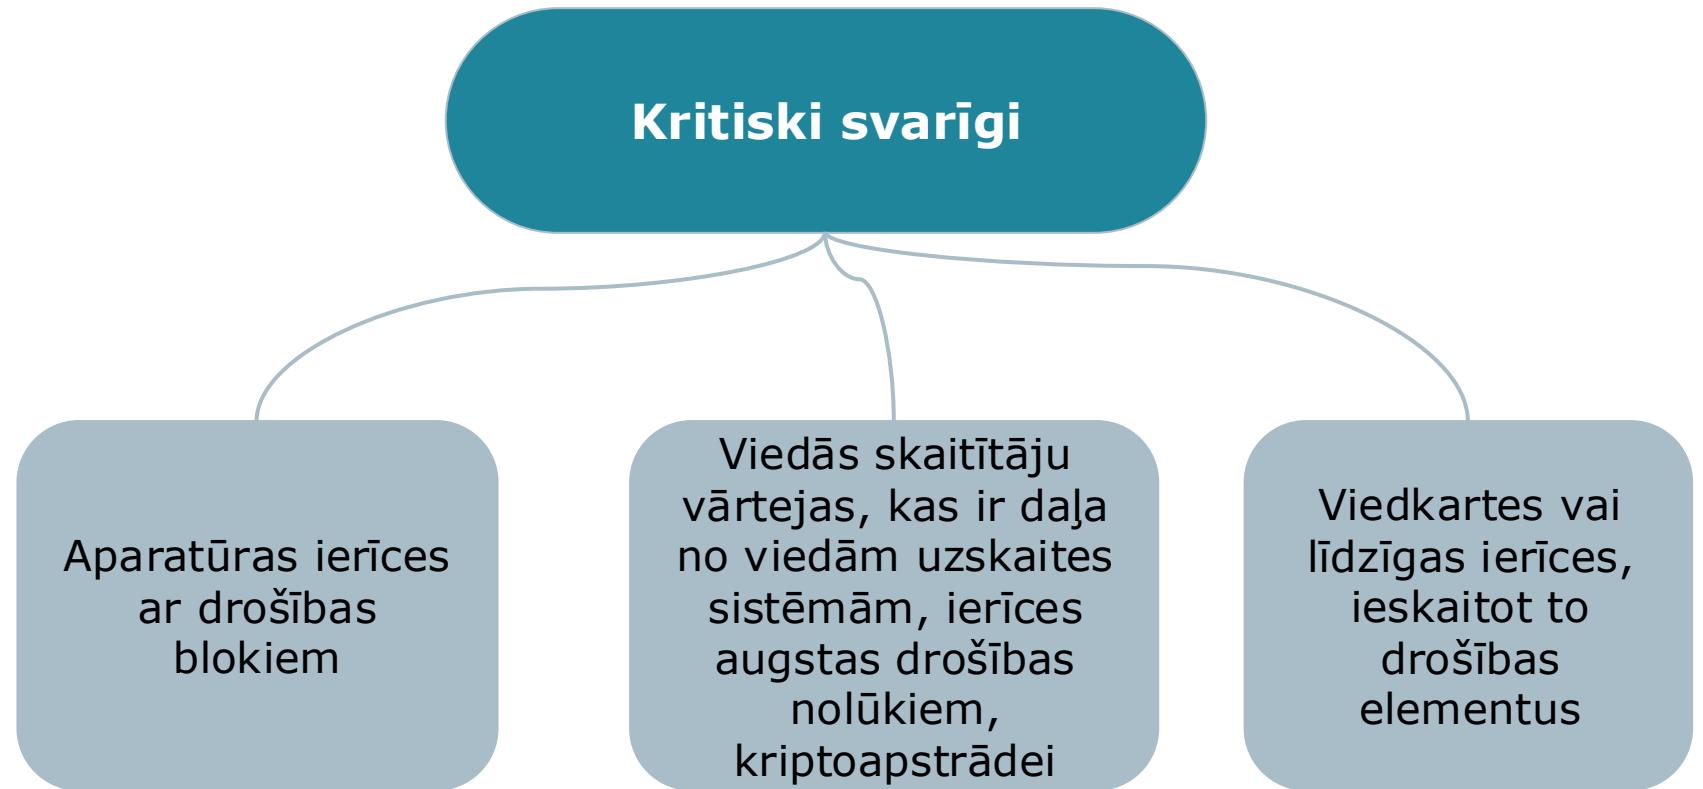 Kritiski svarīgi
Aparatūras ierīces
ar drošības
blokiem
Viedās skaitītāju
vārtejas, kas ir daļa
no viedām uzskaites
sistēmām, ierīces
augstas drošības
nolūkiem,
kriptoapstrādei
Viedkartes vai
līdzīgas ierīces,
ieskaitot to
drošības
elementus